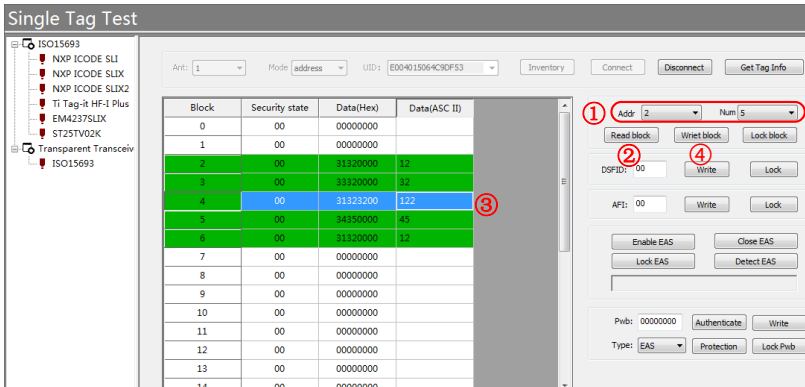 Single Tag Test
ISO15693
NXP ICODE SLI
NXP ICODE SLIX
NXP ICODE SLIX2
Ti Tag-it HF-I Plus
EM4237SLIX
ST25TV02K
Transparent Transceiv
ISO15693
Ant: 1 Mode address UID: E004015064C9DF53 Inventory Connect Disconnect Get Tag Info
Block Security state Data(Hex) Data(ASC II)
0 00 00000000
1 00 00000000
2 00 31320000 12
3 00 33320000 32
4 00 31323200 122 ③
5 00 34350000 45
6 00 31320000 12
7 00 00000000
8 00 00000000
9 00 00000000
10 00 00000000
11 00 00000000
12 00 00000000
13 00 00000000
14 00 00000000
① Addr 2 Num 5
Read block Wriet block Lock block
② ④
DSFID: 00 Write Lock
AFI: 00 Write Lock
Enable EAS Close EAS
Lock EAS Detect EAS
Pwb: 00000000 Authenticate Write
Type: EAS Protection Lock Pwb